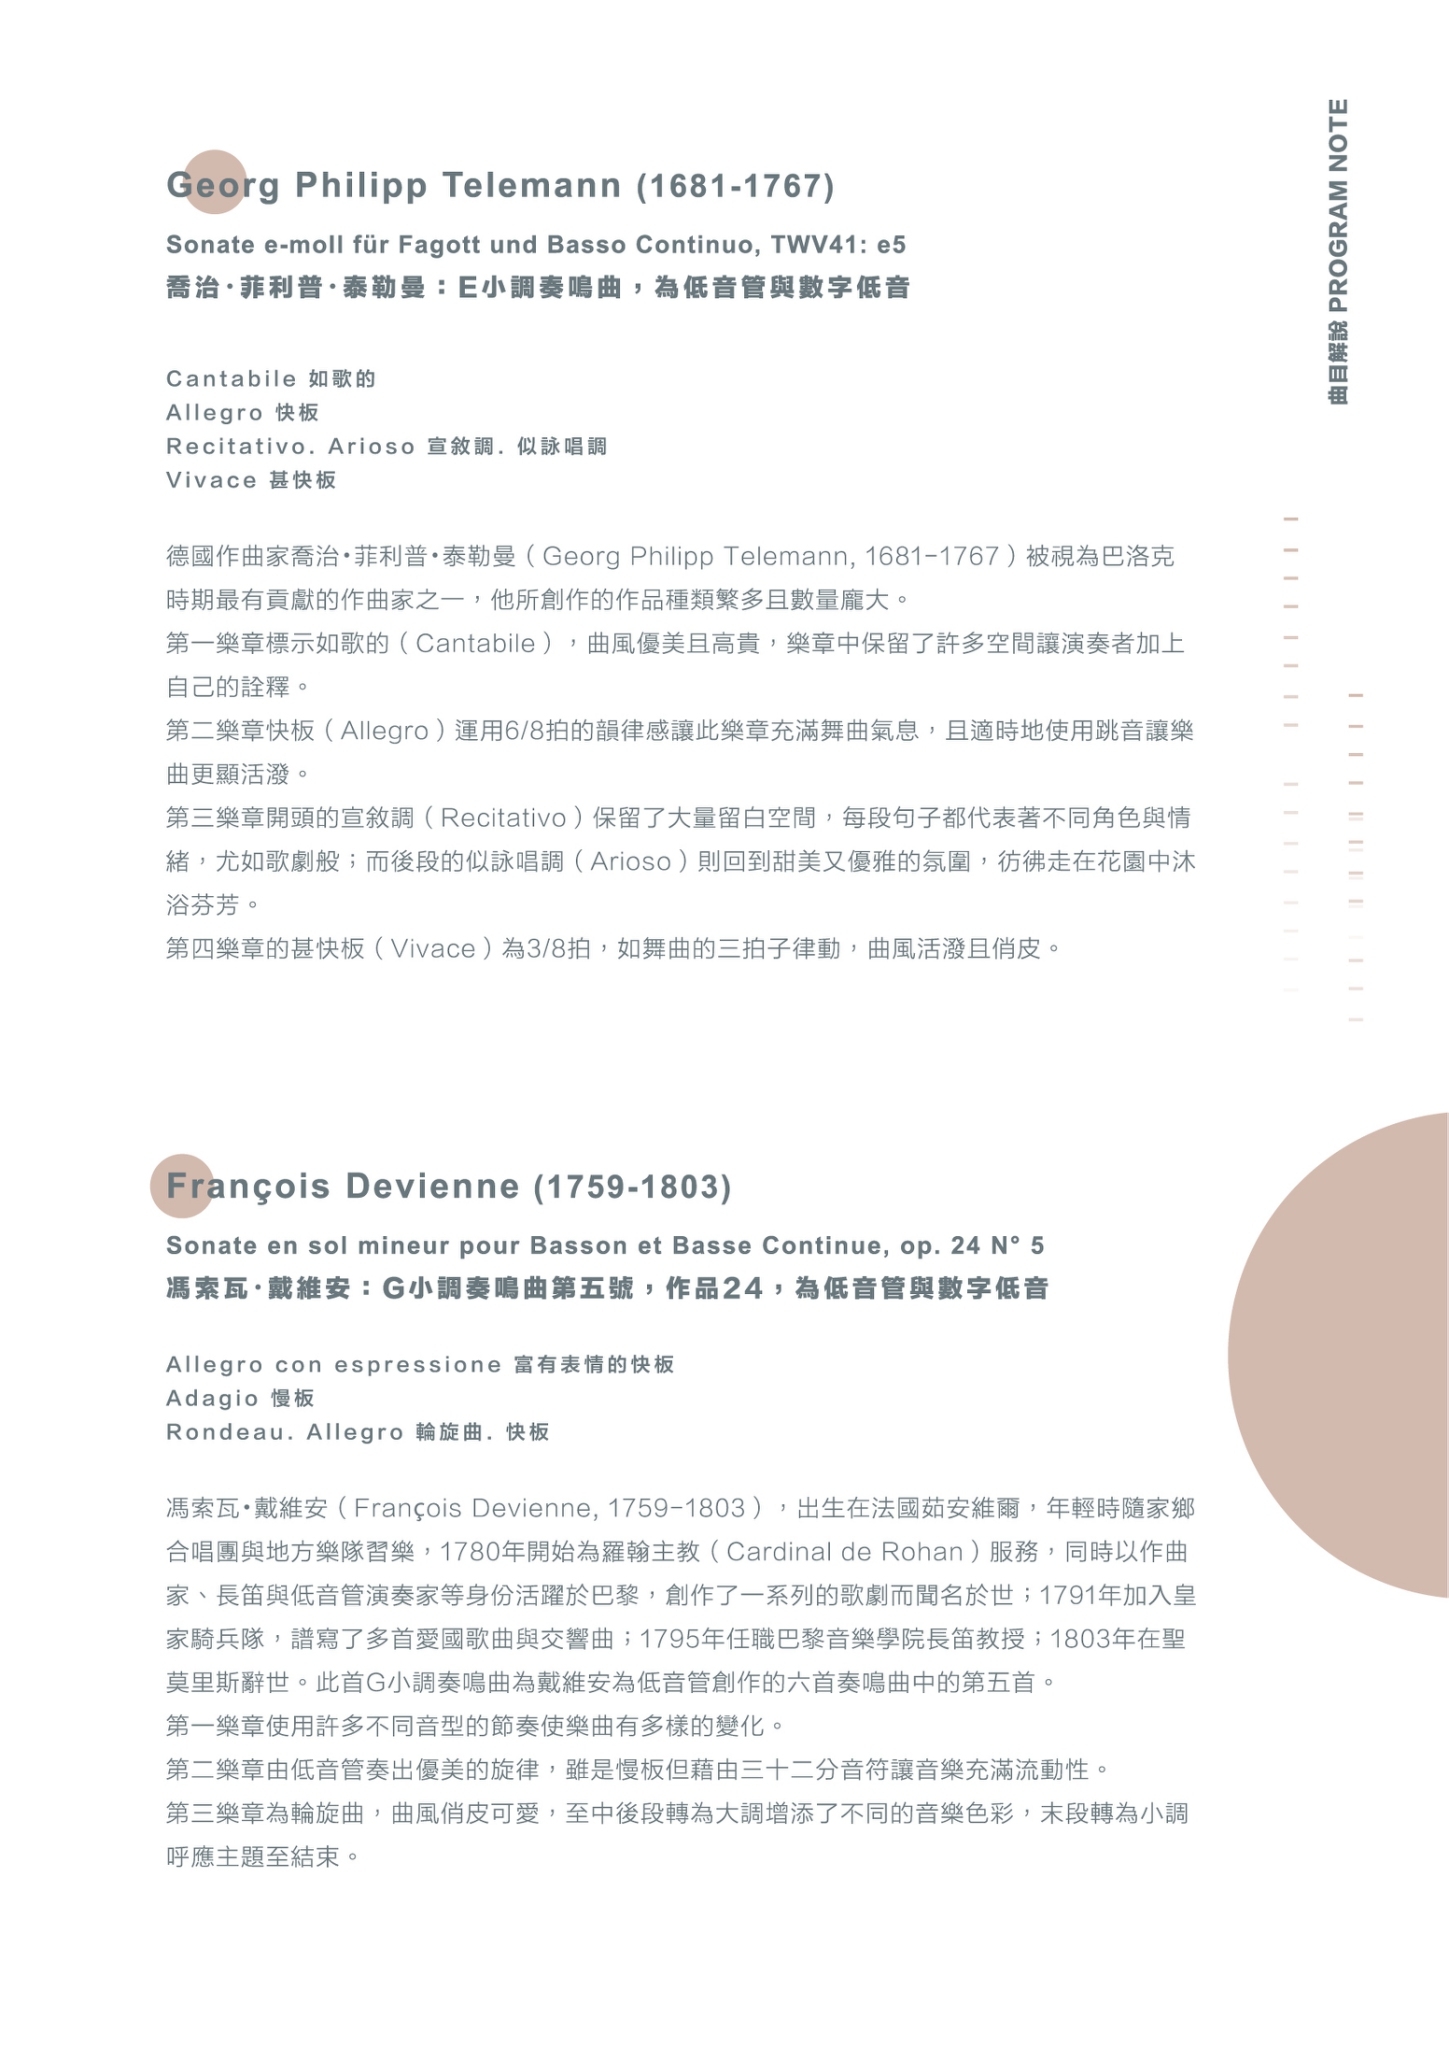 曲目解說 PROGRAM NOTE
Georg Philipp Telemann (1681-1767)
Sonate e-moll für Fagott und Basso Continuo, TWV41: e5
喬治·菲利普·泰勒曼：E小調奏鳴曲，為低音管與數字低音
Cantabile 如歌的
Allegro 快板
Recitativo. Arioso 宣敘調. 似詠唱調
Vivace 甚快板
德國作曲家喬治•菲利普•泰勒曼（Georg Philipp Telemann, 1681-1767）被視為巴洛克
時期最有貢獻的作曲家之一，他所創作的作品種類繁多且數量龐大。
第一樂章標示如歌的（Cantabile），曲風優美且高貴，樂章中保留了許多空間讓演奏者加上
自己的詮釋。
第二樂章快板（Allegro）運用6/8拍的韻律感讓此樂章充滿舞曲氣息，且適時地使用跳音讓樂
曲更顯活潑。
第三樂章開頭的宣敘調（Recitativo）保留了大量留白空間，每段句子都代表著不同角色與情
緒，尤如歌劇般；而後段的似詠唱調（Arioso）則回到甜美又優雅的氛圍，彷彿走在花園中沐
浴芬芳。
第四樂章的甚快板（Vivace）為3/8拍，如舞曲的三拍子律動，曲風活潑且俏皮。
François Devienne (1759-1803)
Sonate en sol mineur pour Basson et Basse Continue, op. 24 N° 5
馮索瓦·戴維安：G小調奏鳴曲第五號，作品24，為低音管與數字低音
Allegro con espressione 富有表情的快板
Adagio 慢板
Rondeau. Allegro 輪旋曲. 快板
馮索瓦•戴維安（François Devienne, 1759-1803），出生在法國茹安維爾，年輕時隨家鄉
合唱團與地方樂隊習樂，1780年開始為羅翰主教（Cardinal de Rohan）服務，同時以作曲
家、長笛與低音管演奏家等身份活躍於巴黎，創作了一系列的歌劇而聞名於世；1791年加入皇
家騎兵隊，譜寫了多首愛國歌曲與交響曲；1795年任職巴黎音樂學院長笛教授；1803年在聖
莫里斯辭世。此首G小調奏鳴曲為戴維安為低音管創作的六首奏鳴曲中的第五首。
第一樂章使用許多不同音型的節奏使樂曲有多樣的變化。
第二樂章由低音管奏出優美的旋律，雖是慢板但藉由三十二分音符讓音樂充滿流動性。
第三樂章為輪旋曲，曲風俏皮可愛，至中後段轉為大調增添了不同的音樂色彩，末段轉為小調
呼應主題至結束。